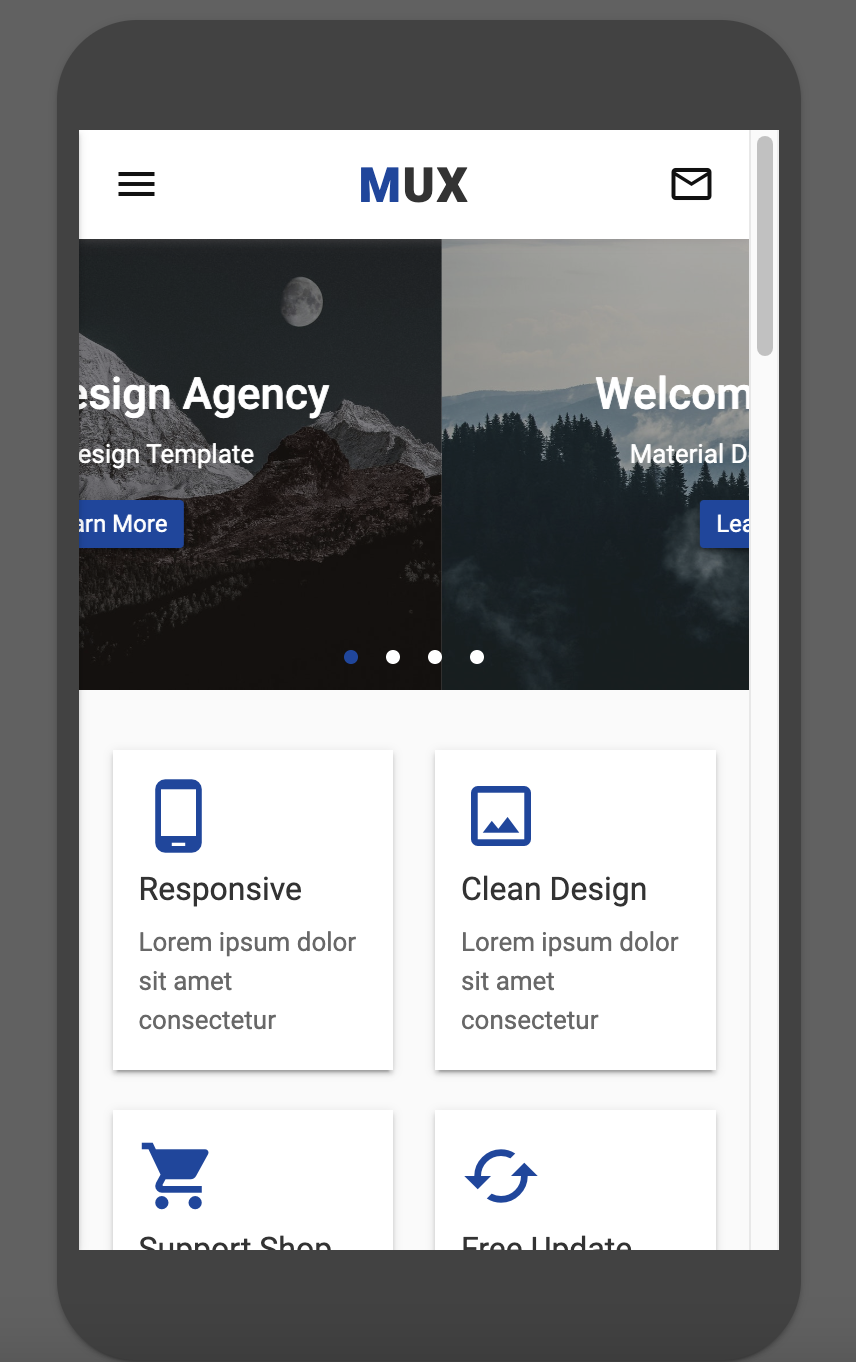 MUX
esign Agency
Welcom
esign Template
Material D
arn More
Lea
Responsive
Clean Design
Lorem ipsum dolor
sit amet
consectetur
Lorem ipsum dolor
sit amet
consectetur
Support Shop
Free Update